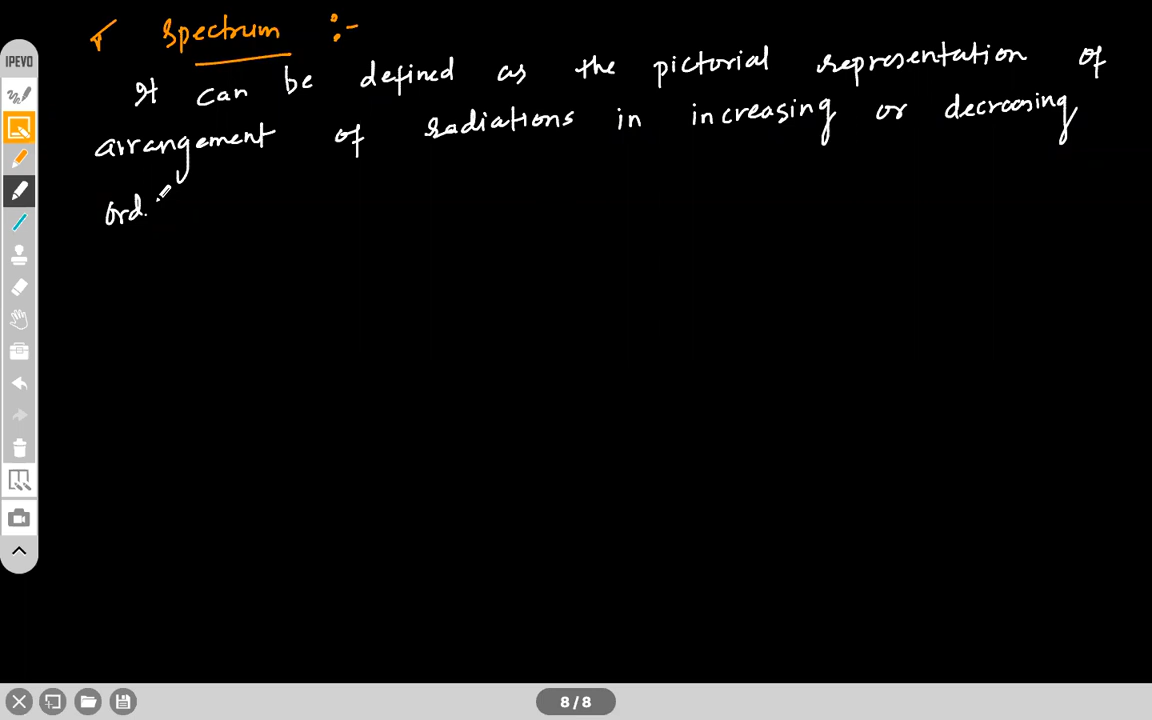 Spectrum :-
It can be defined as the pictorial representation of
arrangement of radiations in increasing or decreasing
ord.
IPEVO
8 / 8